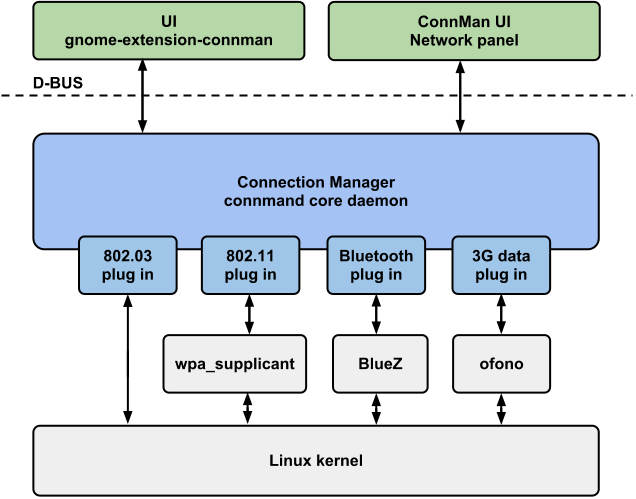 UI
gnome-extension-connman
ConnMan UI
Network panel
D-BUS
Connection Manager
connmand core daemon
802.03
plug in
802.11
plug in
Bluetooth
plug in
3G data
plug in
wpa_supplicant
BlueZ
ofono
Linux kernel